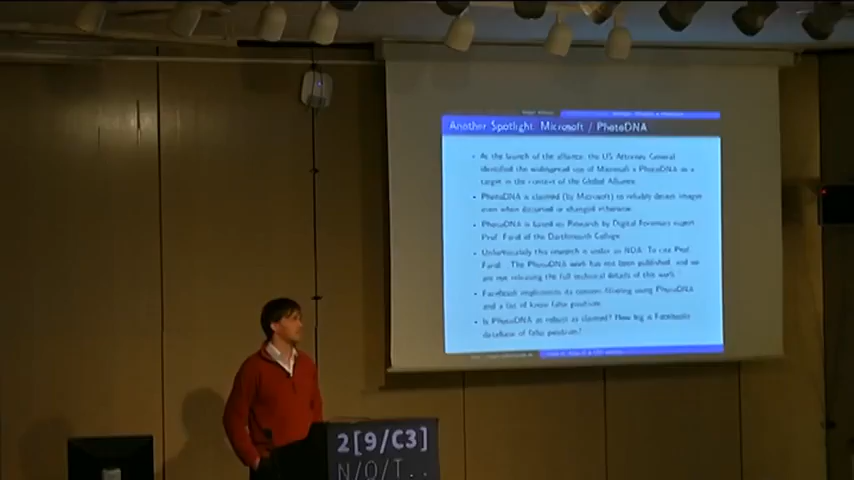 Another Spotlight: Microsoft / PhotoDNA
At the launch of the alliance, the US Attorney General
identified the widespread use of Microsoft's PhotoDNA as a
target in the context of the Global Alliance.
PhotoDNA is claimed (by Microsoft) to reliably detect images
even when distorted or changed otherwise.
PhotoDNA is based on Research by Digital Forensics expert
Prof. Farid of the Darthmouth College.
Unfortunately this research is under an NDA. To cite Prof.
Farid: "The PhotoDNA work has not been published, and we
are not releasing the full technical details of this work."
Facebook implements its content filtering using PhotoDNA
and a list of know false positives.
Is PhotoDNA as robust as claimed? How big is Facebooks
database of false positives?
2[9/C3]
N/O/T..